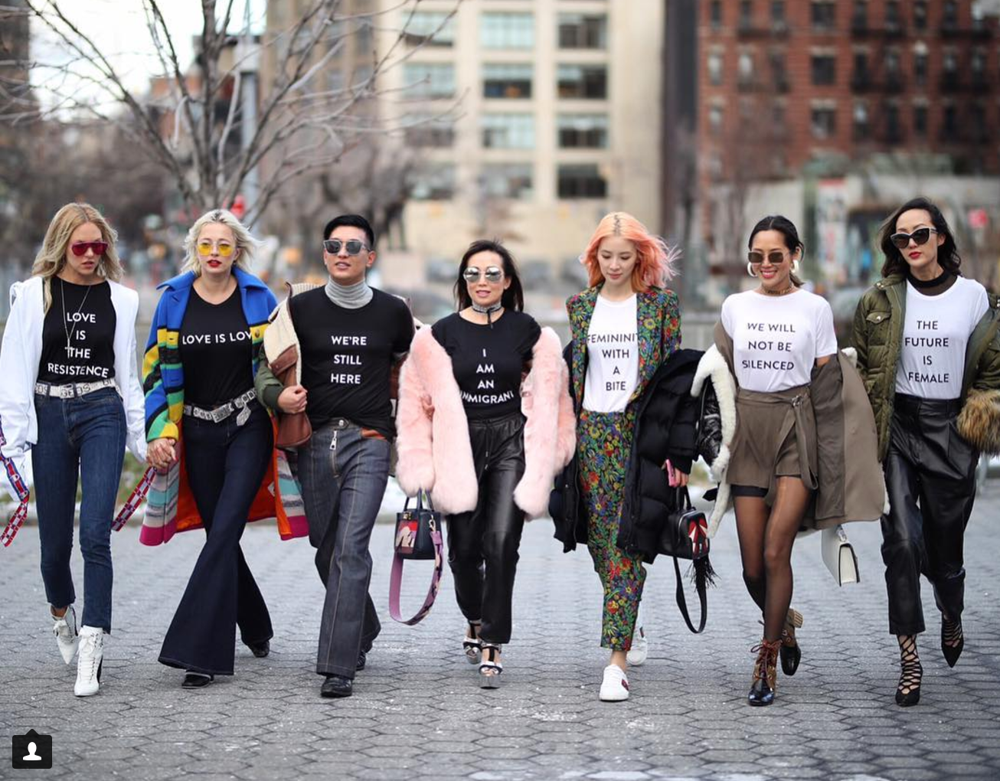 LOVE
IS
THE
RESISTENCE
LOVE IS LOV
WE'RE
STILL
HERE
I
AM
AN
IMMIGRANT
FEMININI
WITH
A
BITE
WE WILL
NOT BE
SILENCED
THE
FUTURE
IS
FEMALE